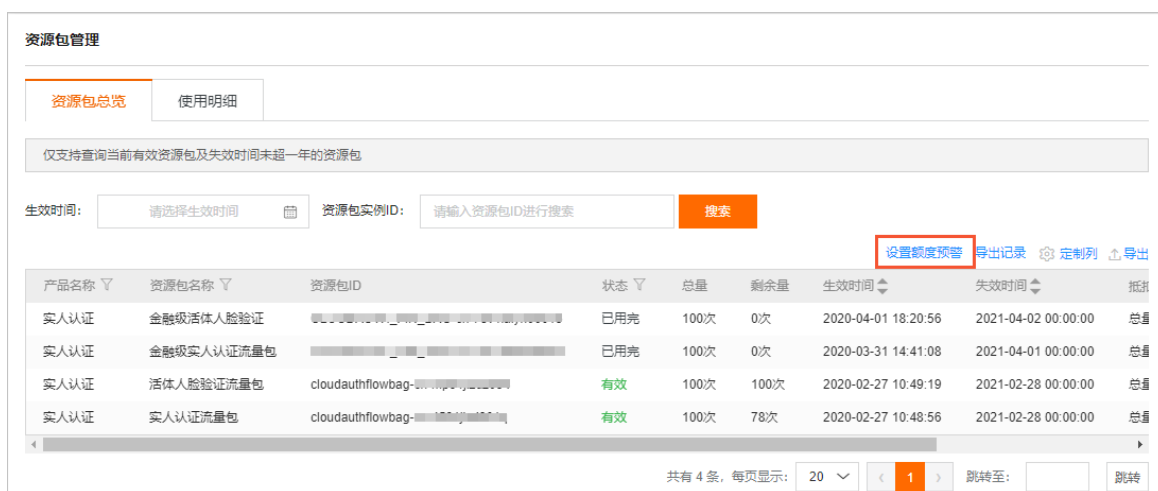 资源包管理
资源包总览 使用明细
仅支持查询当前有效资源包及失效时间未超一年的资源包
生效时间： 请选择生效时间 资源包实例ID： 请输入资源包ID进行搜索 搜索
设置额度预警 导出记录 定制列 导出
产品名称 资源包名称 资源包ID 状态 总量 剩余量 生效时间 失效时间
实人认证 金融级活体人脸验证 已用完 100次 0次 2020-04-01 18:20:56 2021-04-02 00:00:00
实人认证 金融级实人认证流量包 已用完 100次 0次 2020-03-31 14:41:08 2021-04-01 00:00:00
实人认证 活体人脸验证流量包 cloudauthflowbag- 有效 100次 100次 2020-02-27 10:49:19 2021-02-28 00:00:00
实人认证 实人认证流量包 cloudauthflowbag- 有效 100次 78次 2020-02-27 10:48:56 2021-02-28 00:00:00
共有 4 条，每页显示： 20 1 跳转至： 跳转